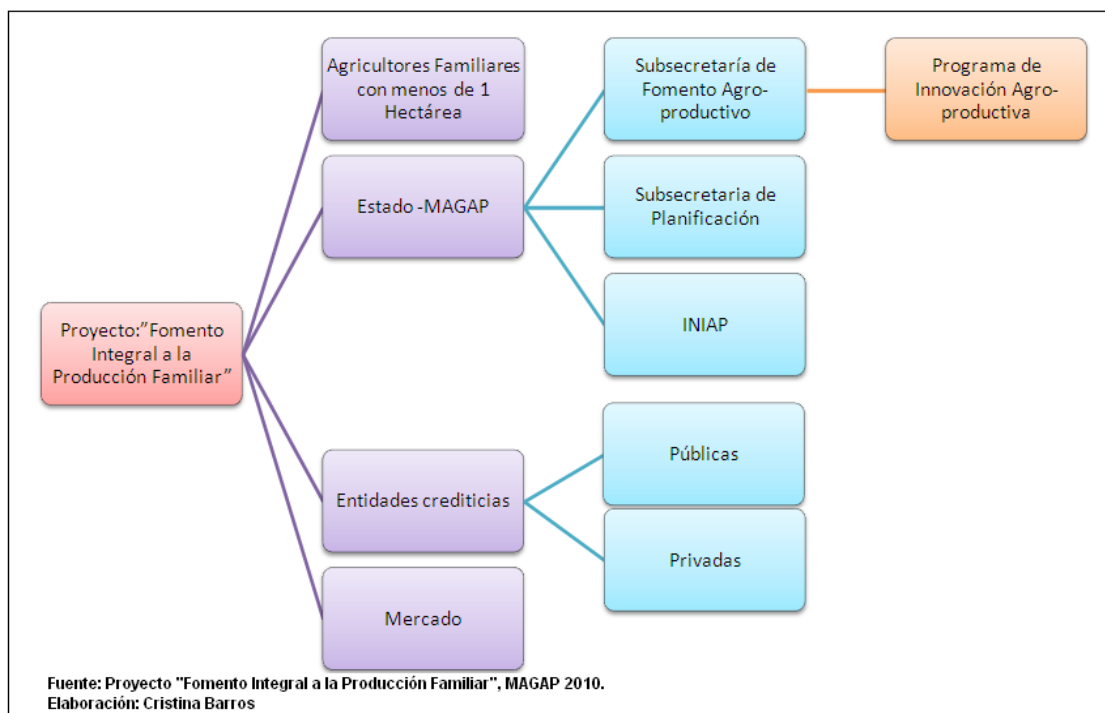 Agricultores Familiares
con menos de 1
Hectárea
Subsecretaría de
Fomento Agro-
productivo
Programa de
Innovación Agro-
productiva
Estado -MAGAP
Subsecretaria de
Planificación
INIAP
Proyecto:”Fomento
Integral a la
Producción Familiar”
Públicas
Entidades crediticias
Privadas
Mercado
Fuente: Proyecto "Fomento Integral a la Producción Familiar", MAGAP 2010.
Elaboración: Cristina Barros